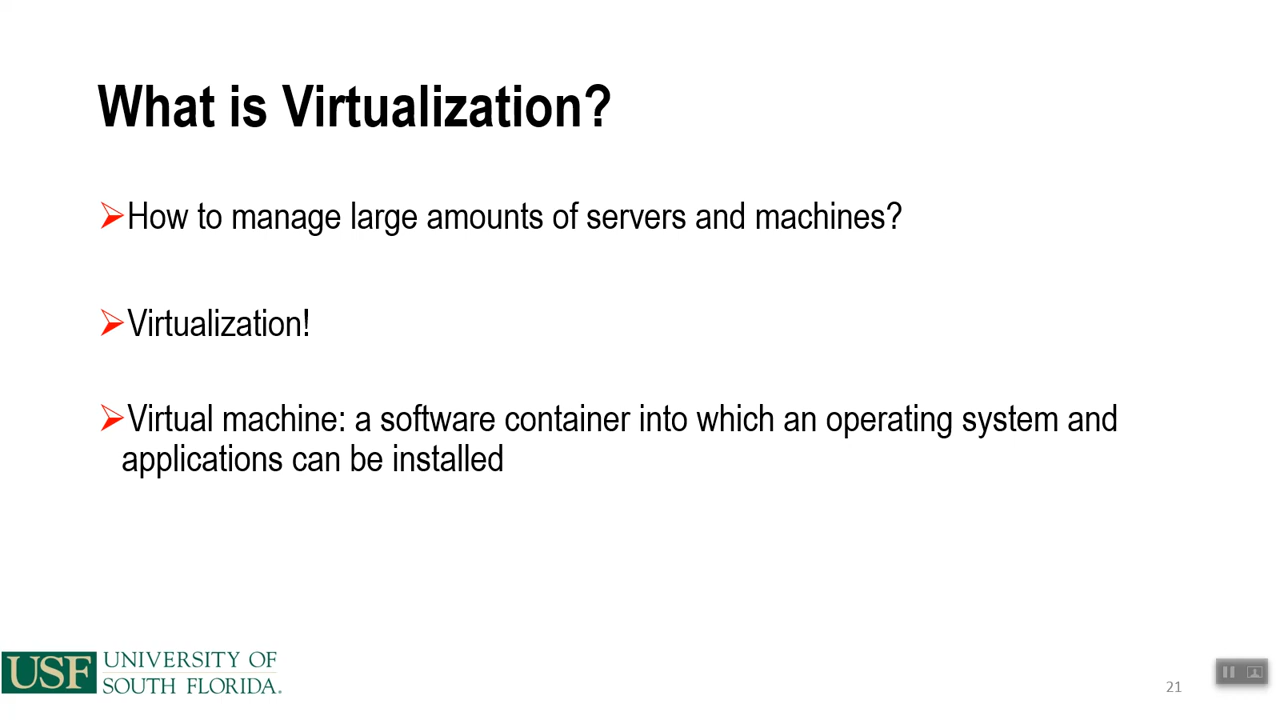 What is Virtualization?
How to manage large amounts of servers and machines?
Virtualization!
Virtual machine: a software container into which an operating system and
applications can be installed
USF UNIVERSITY OF
SOUTH FLORIDA.
21